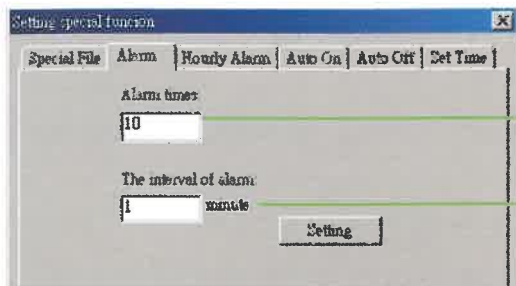 Setting special funcion
Special File Alarm Hourly Alarm Auto On Auto Off Set Time
Alarm times
10
The interval of alarm
1 minute
Setting